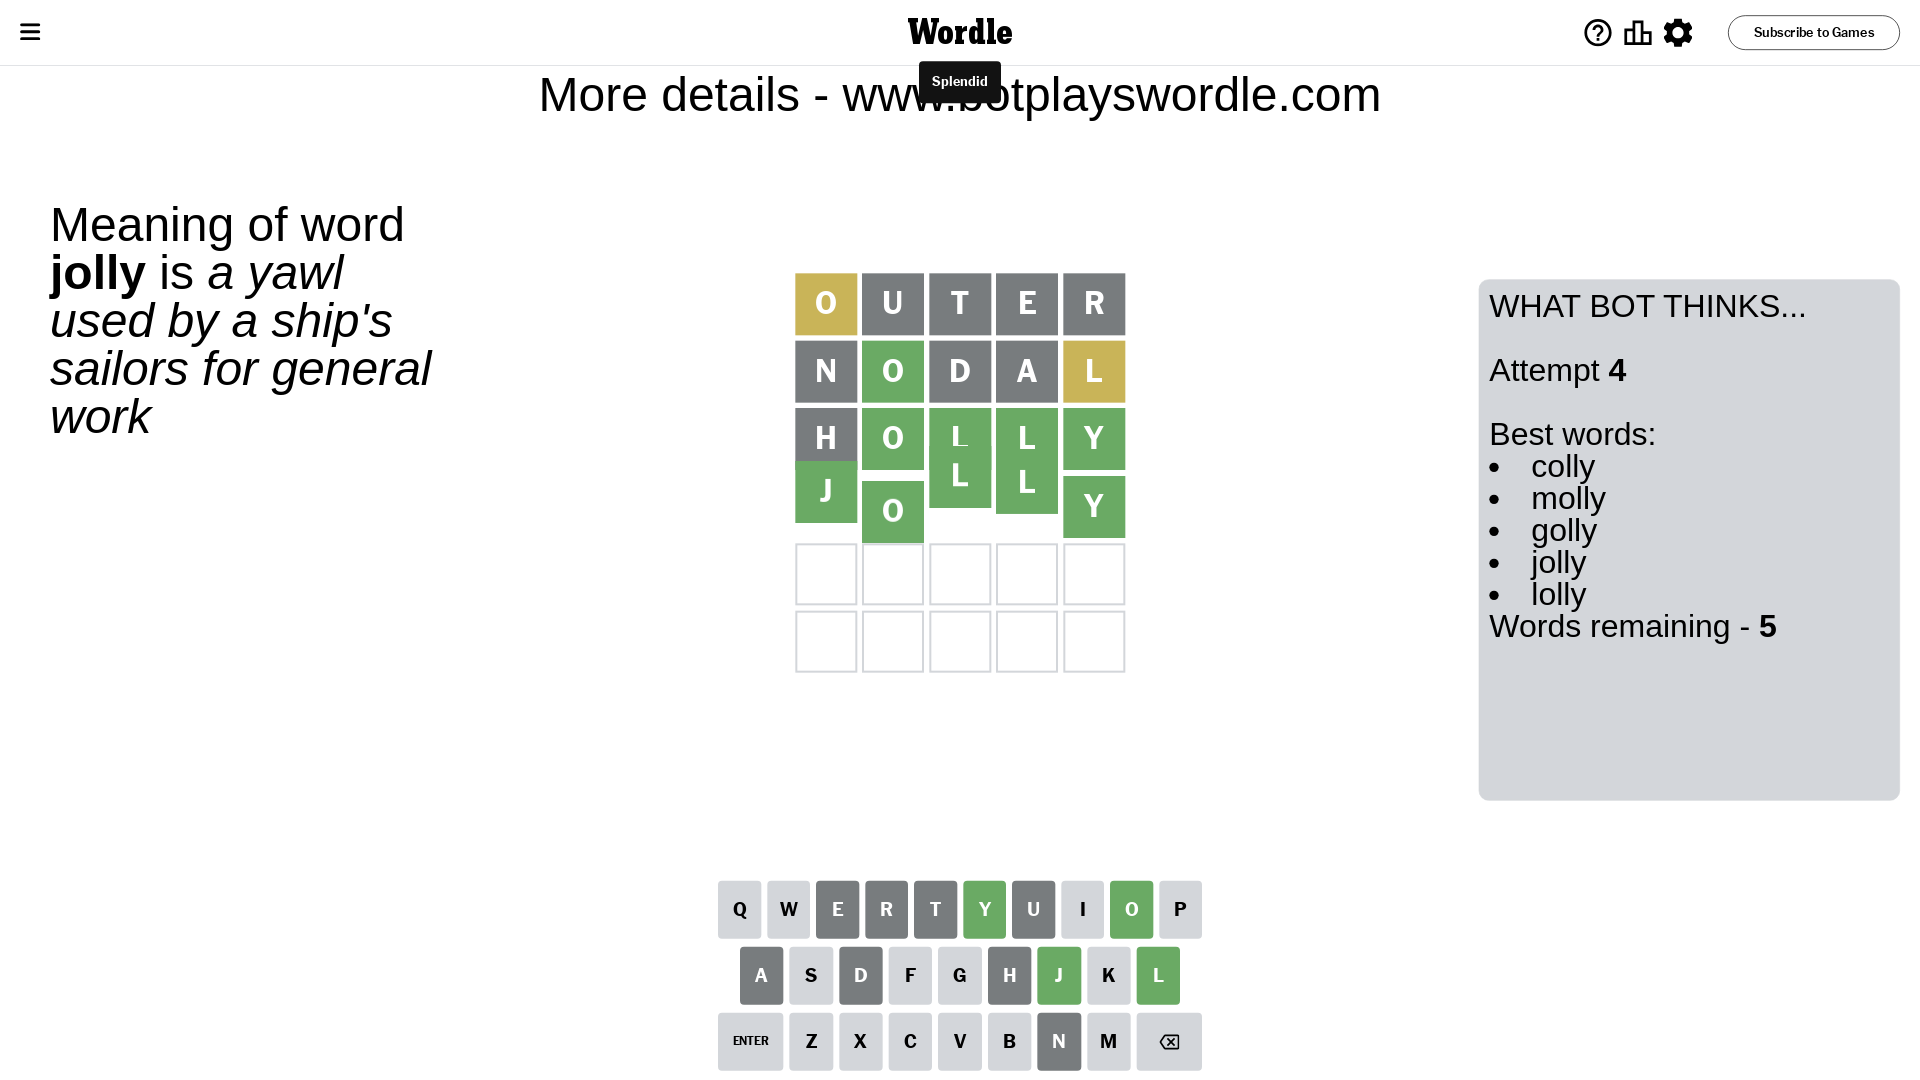 Wordle
Subscribe to Games
Splendid
More details - www.botplayswordle.com
Meaning of word
jolly is a yawl
used by a ship's
sailors for general
work
O U T E R
N O D A L
H O L L Y
J O L L Y
WHAT BOT THINKS...
Attempt 4
Best words:
• colly
• molly
• golly
• jolly
• lolly
Words remaining - 5
Q W E R T Y U I O P
A S D F G H J K L
ENTER Z X C V B N M